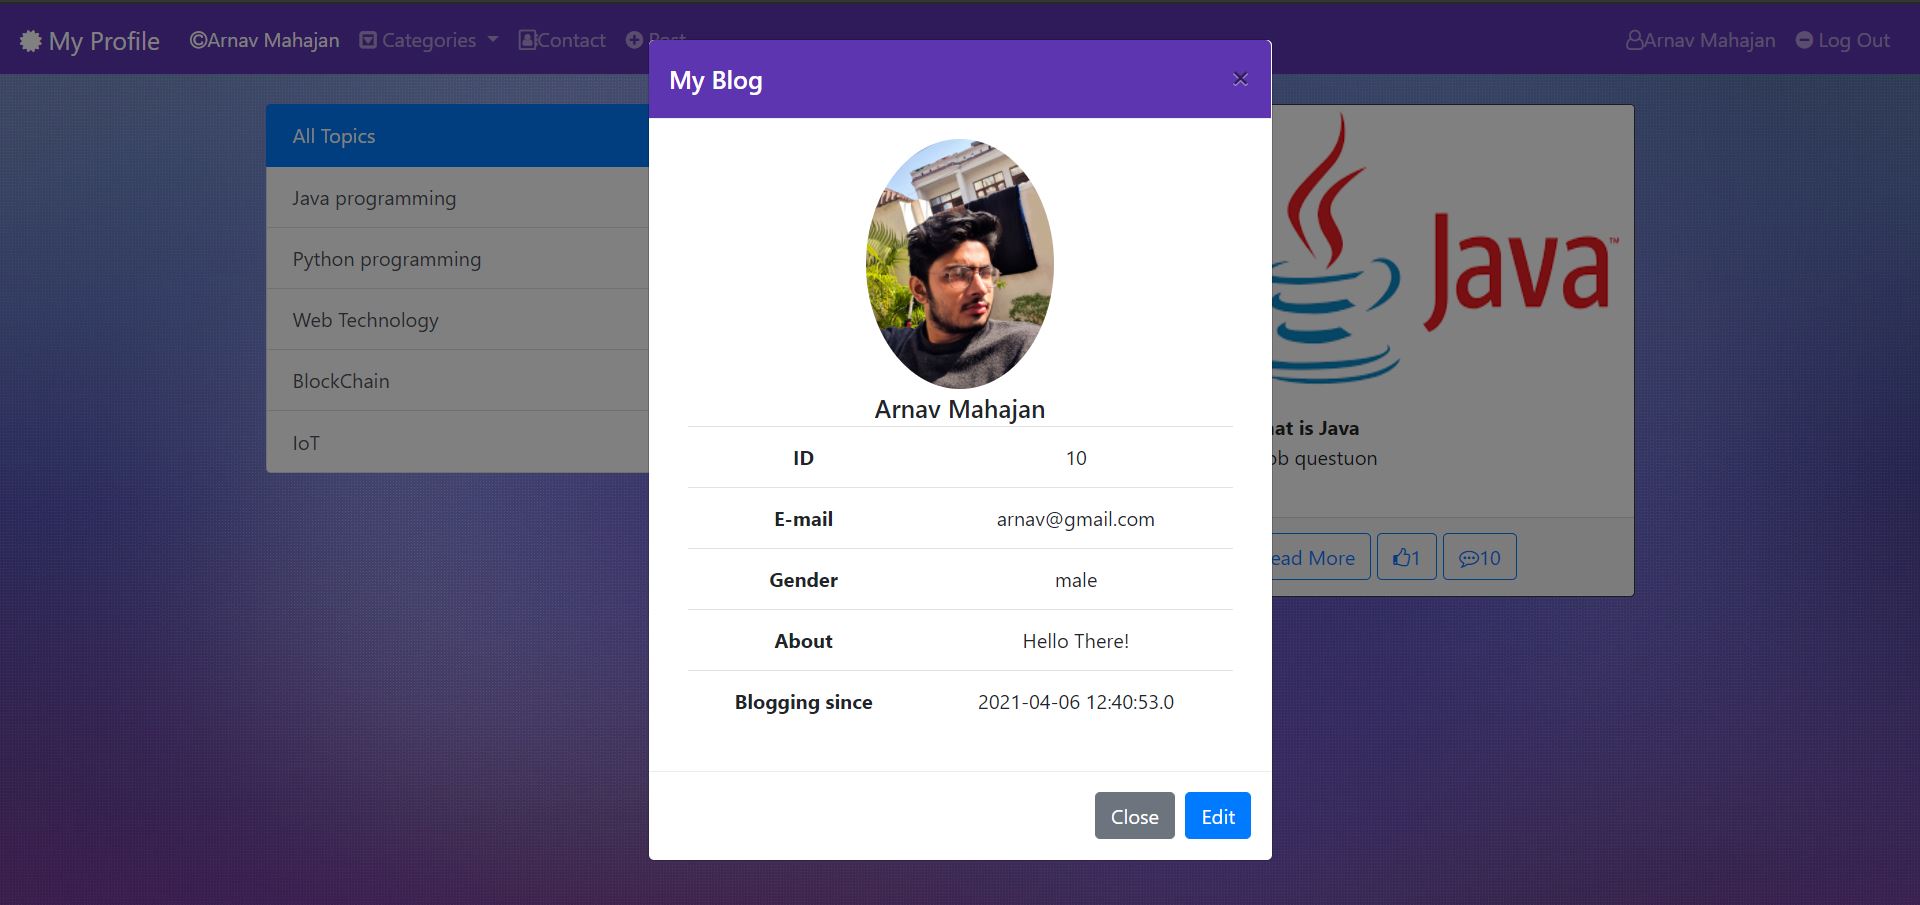 My Profile ©Arnav Mahajan Categories Contact Post Arnav Mahajan Log Out
My Blog ×
All Topics
Java programming
Python programming
Web Technology
BlockChain
IoT
Arnav Mahajan
ID 10
E-mail arnav@gmail.com
Gender male
About Hello There!
Blogging since 2021-04-06 12:40:53.0
Close Edit
Java™
at is Java
questuon
ead More 1 10